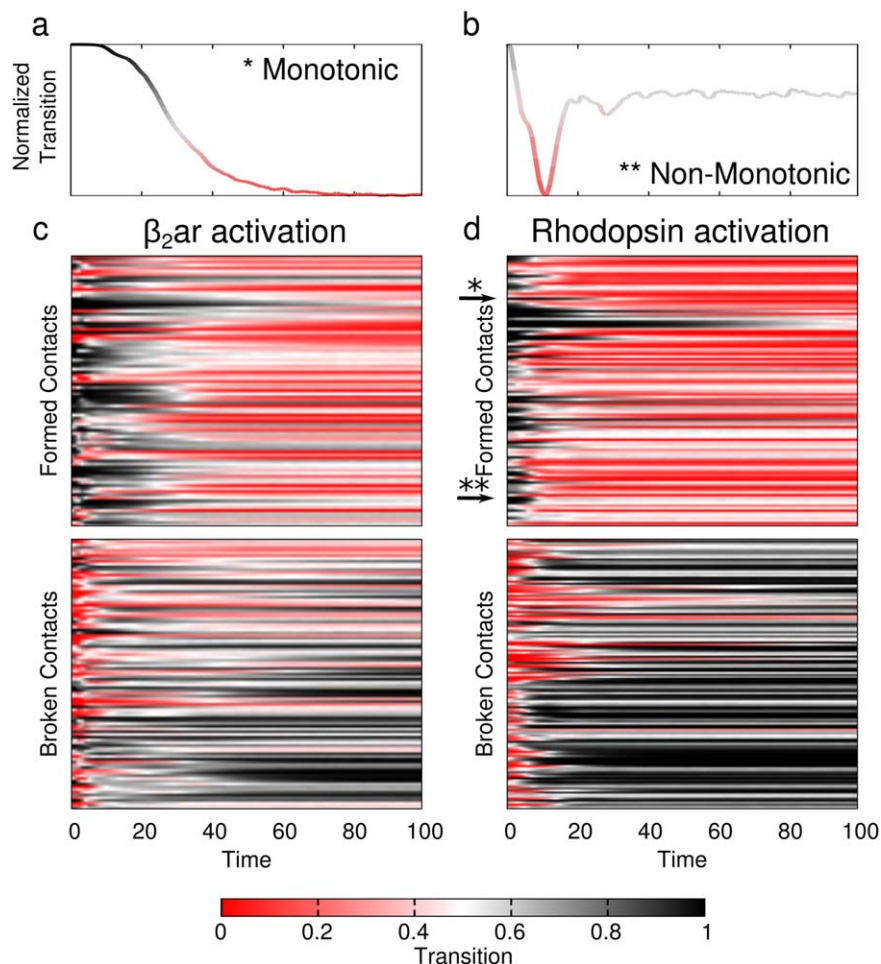 a
b
Normalized
Transition
* Monotonic
** Non-Monotonic
c
β₂ar activation
d
Rhodopsin activation
Formed Contacts
*
Formed Contacts
**
Broken Contacts
Broken Contacts
0 20 40 60 80 100
Time
0 20 40 60 80 100
Time
0 0.2 0.4 0.6 0.8 1
Transition